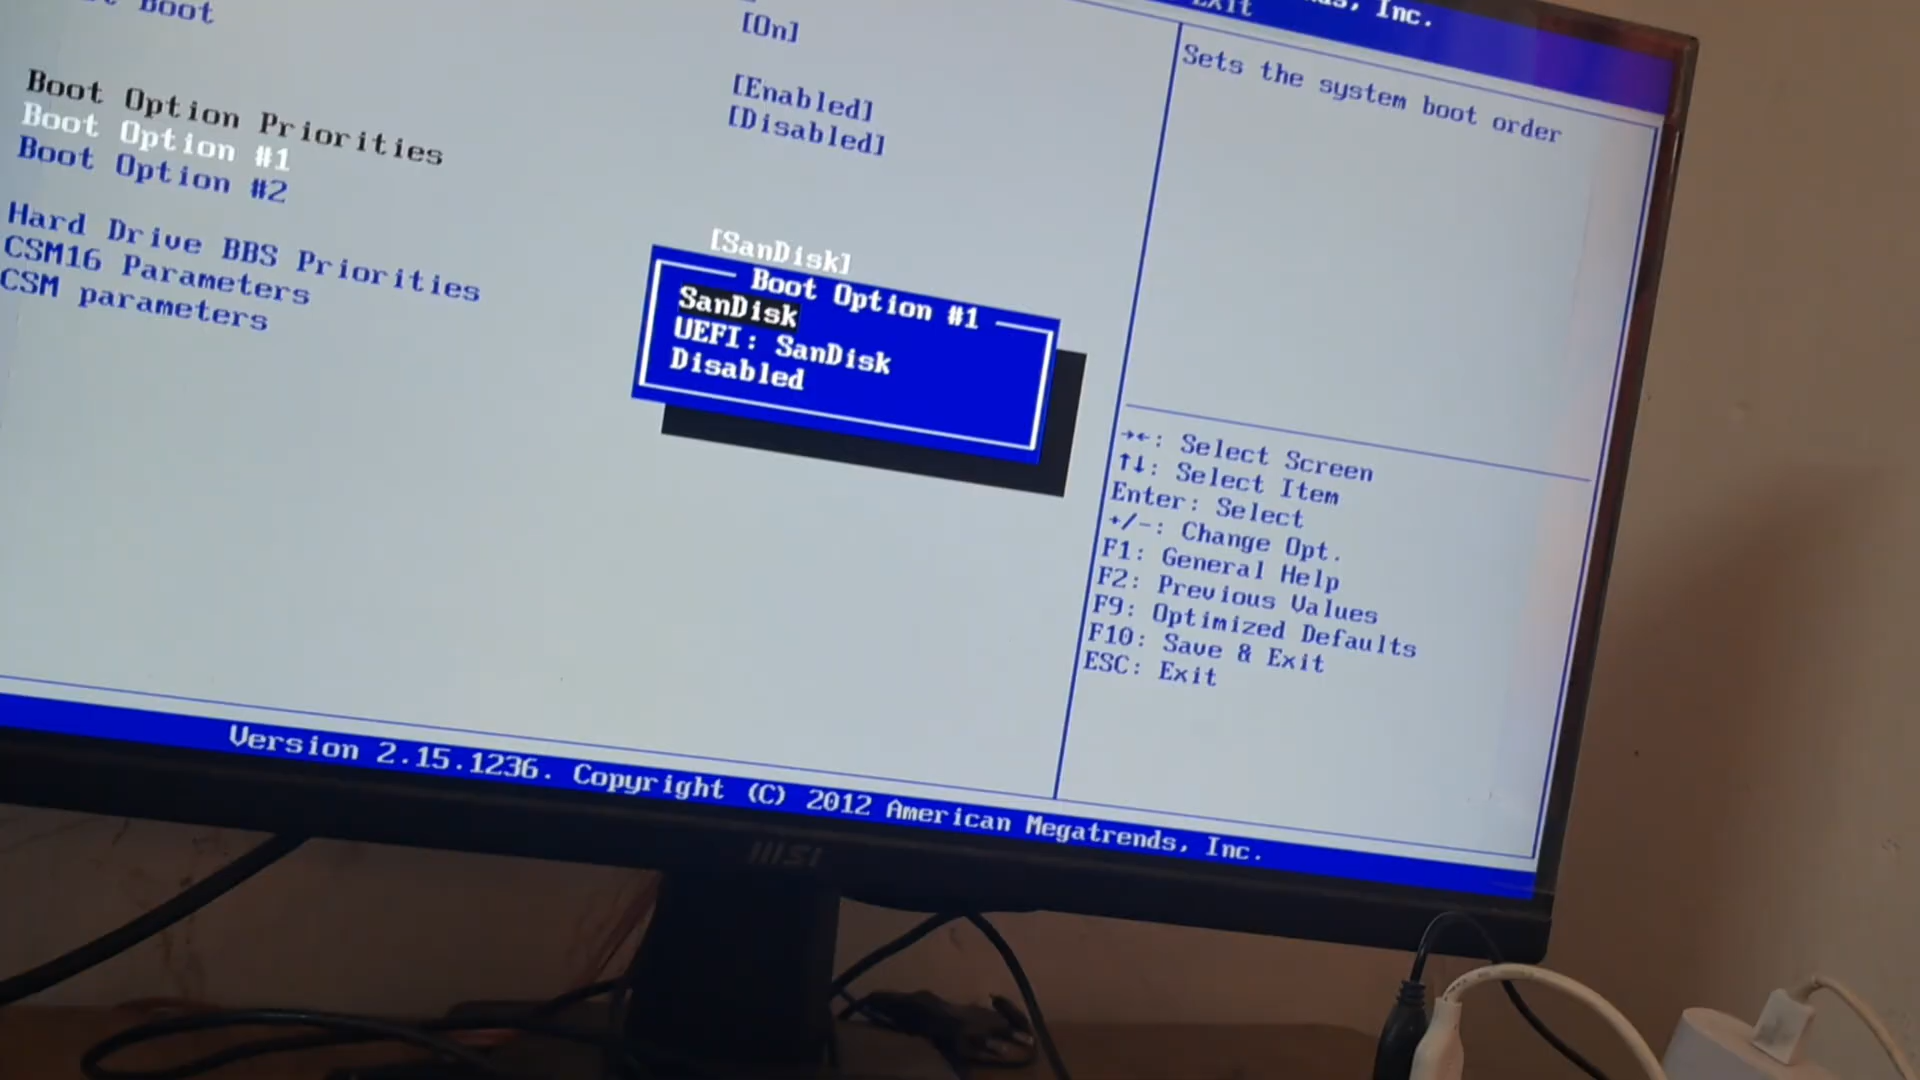 Boot
[On]
[Enabled]
[Disabled]
Boot Option Priorities
Boot Option #1
Boot Option #2
Hard Drive BBS Priorities
CSM16 Parameters
CSM parameters
[SanDisk]
Boot Option #1
SanDisk
UEFI: SanDisk
Disabled
Inc.
Exit
Sets the system boot order
→←: Select Screen
↑↓: Select Item
Enter: Select
+/-: Change Opt.
F1: General Help
F2: Previous Values
F9: Optimized Defaults
F10: Save & Exit
ESC: Exit
Version 2.15.1236. Copyright (C) 2012 American Megatrends, Inc.
msi